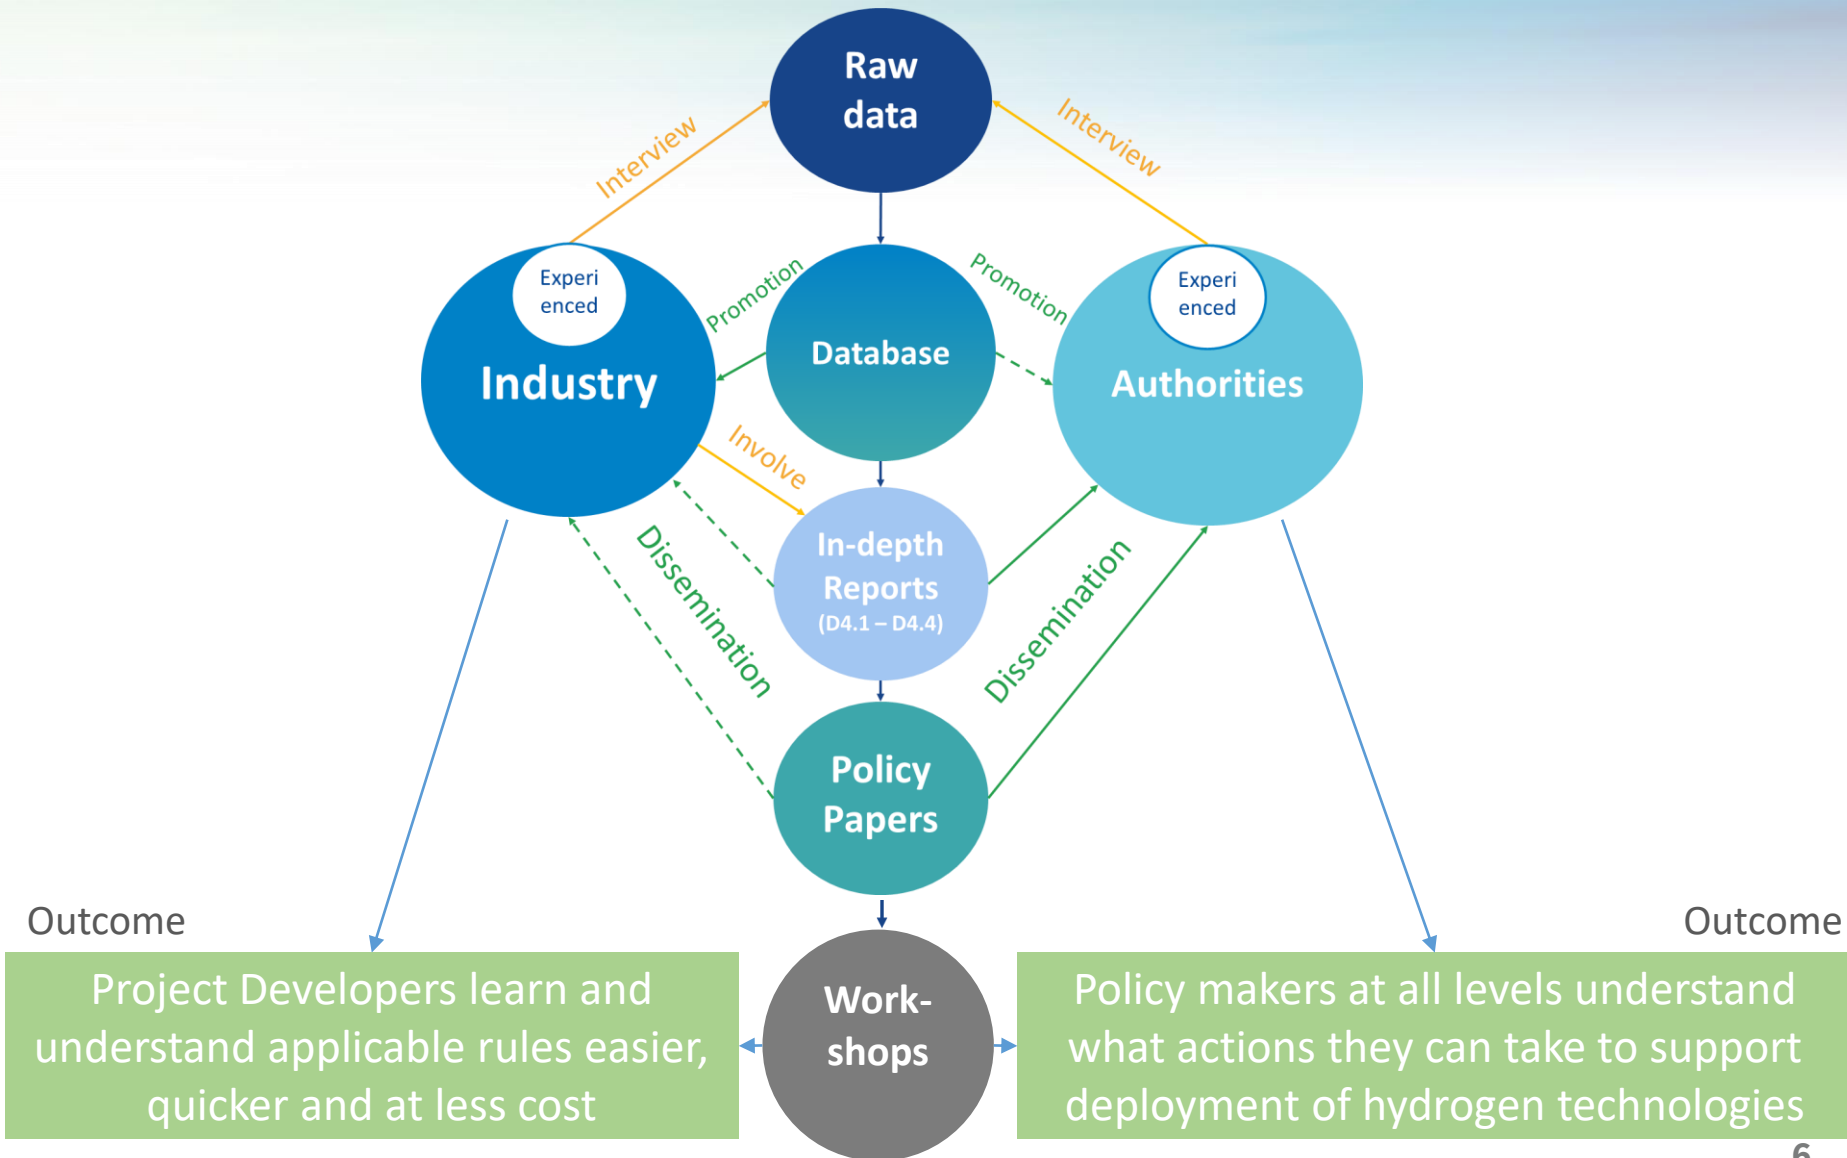 Raw
data
Interview
Interview
Experi
enced
Industry
Promotion
Database
Promotion
Experi
enced
Authorities
Involve
In-depth
Reports
(D4.1 – D4.4)
Dissemination
Dissemination
Policy
Papers
Outcome
Outcome
Project Developers learn and
understand applicable rules easier,
quicker and at less cost
Work-
shops
Policy makers at all levels understand
what actions they can take to support
deployment of hydrogen technologies
6